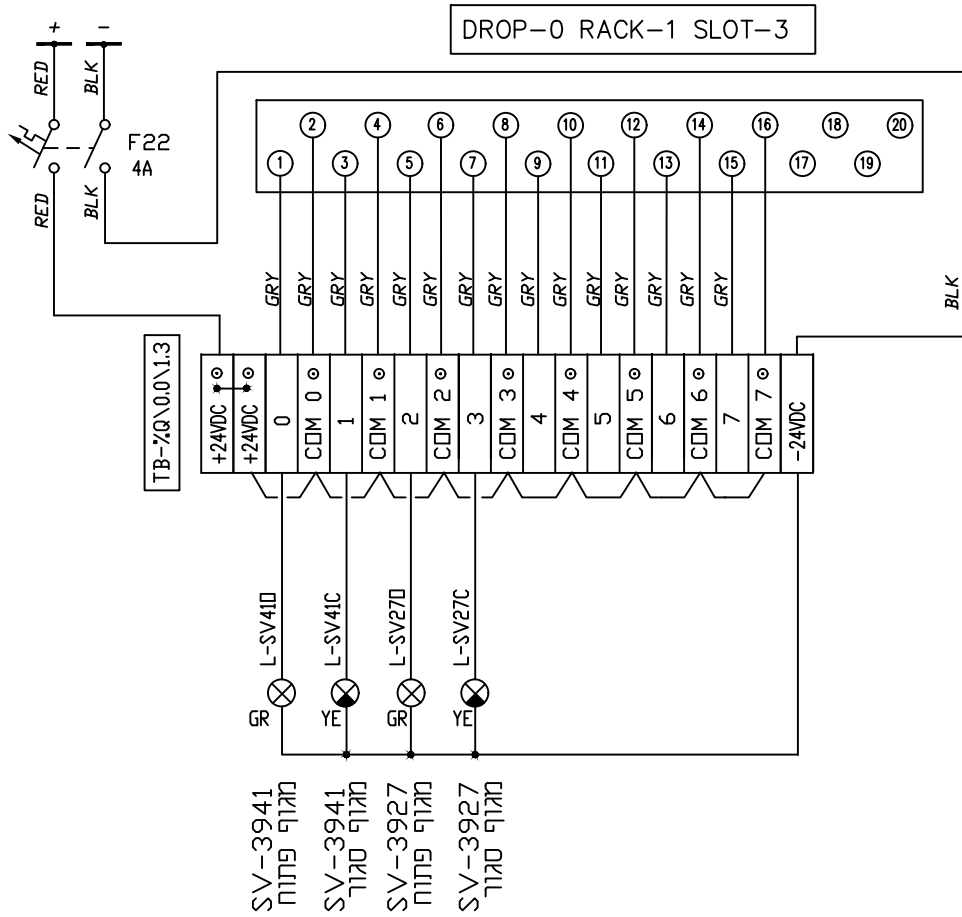 DROP-0 RACK-1 SLOT-3
+ -
RED BLK
F22
4A
RED BLK
2 4 6 8 10 12 14 16 18 20
1 3 5 7 9 11 13 15 17 19
GRY GRY GRY GRY GRY GRY GRY GRY GRY GRY GRY GRY GRY GRY GRY
BLK
TB-%Q\0.0\1.3
+24VDC
+24VDC
0
COM 0
1
COM 1
2
COM 2
3
COM 3
4
COM 4
5
COM 5
6
COM 6
7
COM 7
-24VDC
L-SV41O
L-SV41C
L-SV27O
L-SV27C
GR YE GR YE
SV-3941
מגוף פתוח
SV-3941
מגוף סגור
SV-3927
מגוף פתוח
SV-3927
מגוף סגור